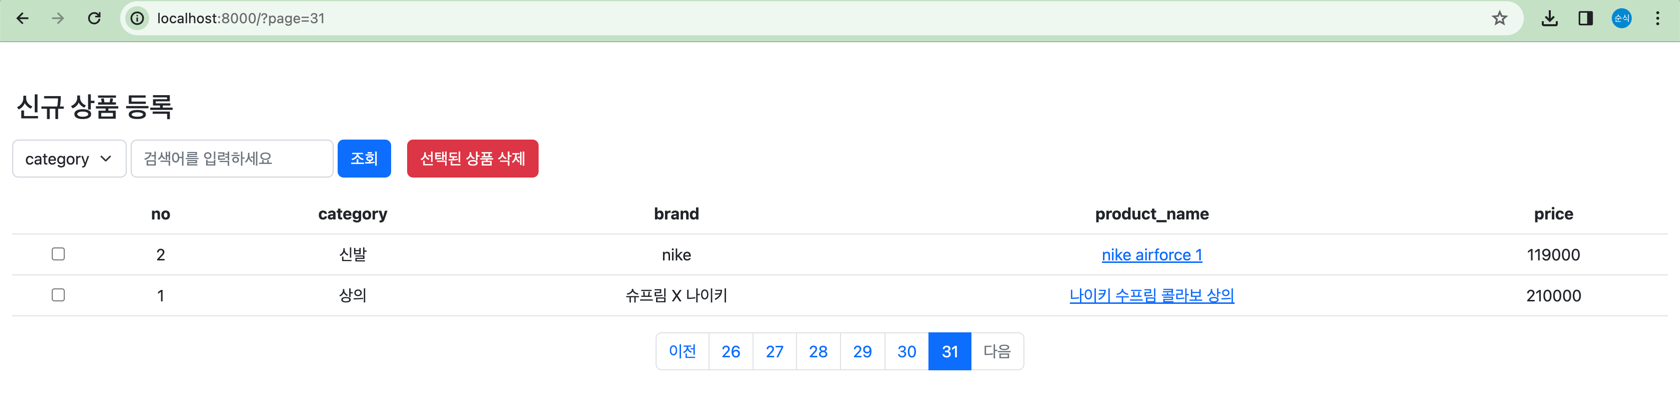 localhost:8000/?page=31
순식
신규 상품 등록
category 검색어를 입력하세요 조회 선택된 상품 삭제
no category brand product_name price
2 신발 nike nike airforce 1 119000
1 상의 슈프림 X 나이키 나이키 수프림 콜라보 상의 210000
이전 26 27 28 29 30 31 다음